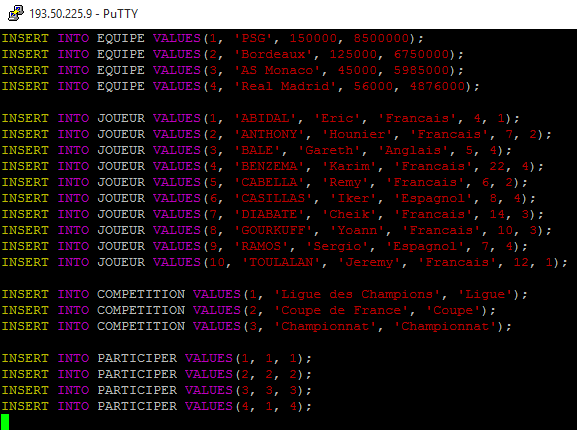 193.50.225.9 - PuTTY
INSERT INTO EQUIPE VALUES(1, 'PSG', 150000, 8500000);
INSERT INTO EQUIPE VALUES(2, 'Bordeaux', 125000, 6750000);
INSERT INTO EQUIPE VALUES(3, 'AS Monaco', 45000, 5985000);
INSERT INTO EQUIPE VALUES(4, 'Real Madrid', 56000, 4876000);
INSERT INTO JOUEUR VALUES(1, 'ABIDAL', 'Eric', 'Francais', 4, 1);
INSERT INTO JOUEUR VALUES(2, 'ANTHONY', 'Hounier', 'Francais', 7, 2);
INSERT INTO JOUEUR VALUES(3, 'BALE', 'Gareth', 'Anglais', 5, 4);
INSERT INTO JOUEUR VALUES(4, 'BENZEMA', 'Karim', 'Francais', 22, 4);
INSERT INTO JOUEUR VALUES(5, 'CABELLA', 'Remy', 'Francais', 6, 2);
INSERT INTO JOUEUR VALUES(6, 'CASILLAS', 'Iker', 'Espagnol', 8, 4);
INSERT INTO JOUEUR VALUES(7, 'DIABATE', 'Cheik', 'Francais', 14, 3);
INSERT INTO JOUEUR VALUES(8, 'GOURKUFF', 'Yoann', 'Francais', 10, 3);
INSERT INTO JOUEUR VALUES(9, 'RAMOS', 'Sergio', 'Espagnol', 7, 4);
INSERT INTO JOUEUR VALUES(10, 'TOULALAN', 'Jeremy', 'Francais', 12, 1);
INSERT INTO COMPETITION VALUES(1, 'Ligue des Champions', 'Ligue');
INSERT INTO COMPETITION VALUES(2, 'Coupe de France', 'Coupe');
INSERT INTO COMPETITION VALUES(3, 'Championnat', 'Championnat');
INSERT INTO PARTICIPER VALUES(1, 1, 1);
INSERT INTO PARTICIPER VALUES(2, 2, 2);
INSERT INTO PARTICIPER VALUES(3, 3, 3);
INSERT INTO PARTICIPER VALUES(4, 1, 4);